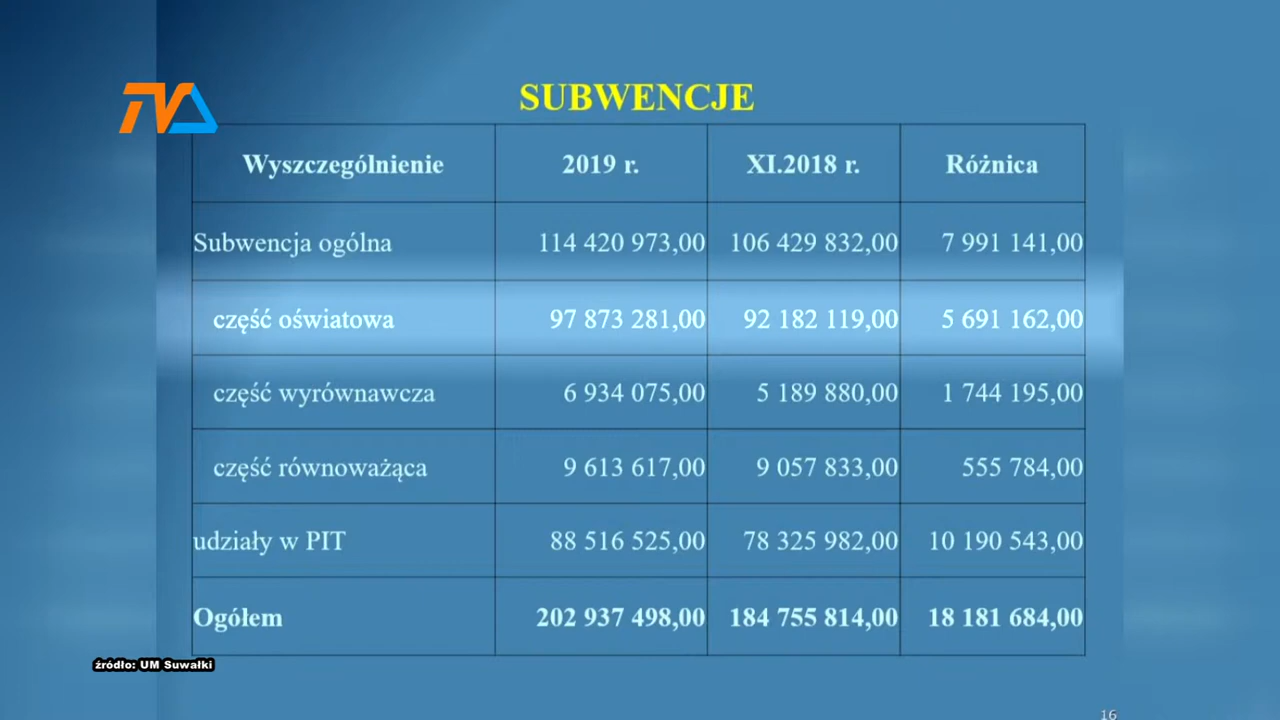 TVA
SUBWENCJE
Wyszczególnienie 2019 r. XI.2018 r. Różnica
Subwencja ogólna 114 420 973,00 106 429 832,00 7 991 141,00
część oświatowa 97 873 281,00 92 182 119,00 5 691 162,00
część wyrównawcza 6 934 075,00 5 189 880,00 1 744 195,00
część równoważąca 9 613 617,00 9 057 833,00 555 784,00
udziały w PIT 88 516 525,00 78 325 982,00 10 190 543,00
Ogółem 202 937 498,00 184 755 814,00 18 181 684,00
źródło: UM Suwałki
16